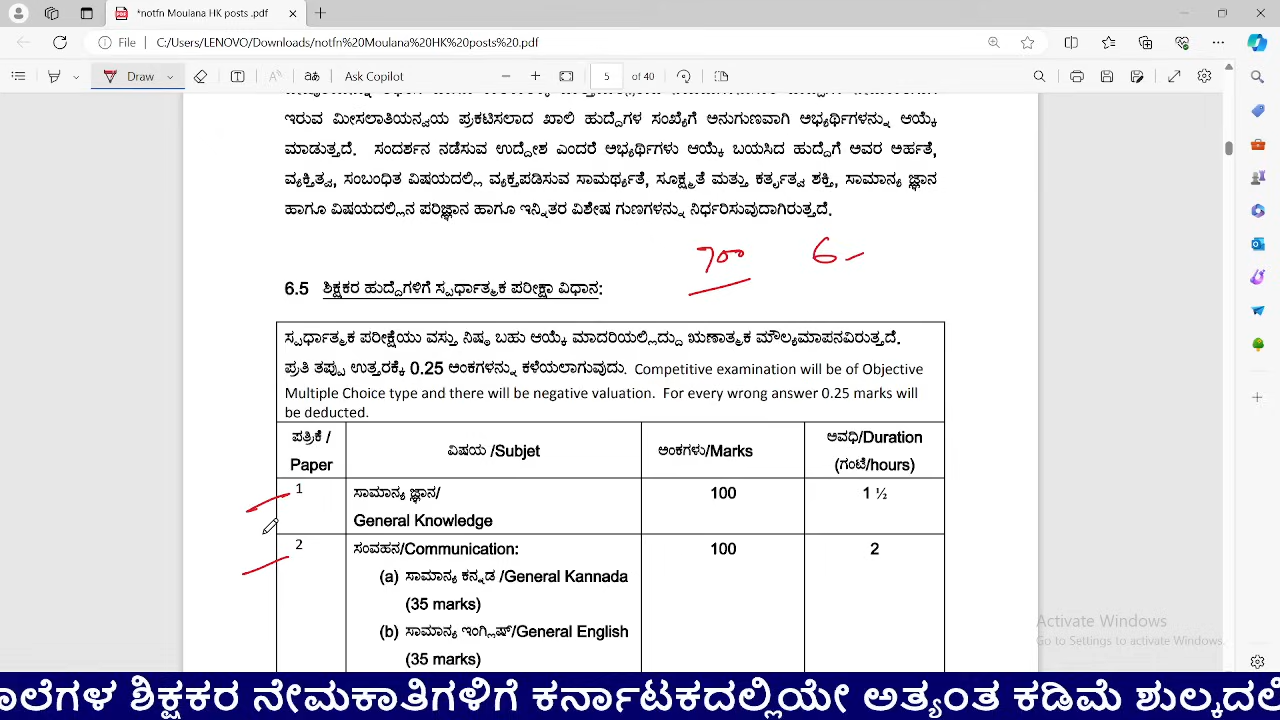 *notfn Moulana HK posts .pdf
File C:/Users/LENOVO/Downloads/notfn%20Moulana%20HK%20posts%20.pdf
Draw Ask Copilot 5 of 40
ಇರುವ ಮೀಸಲಾತಿಯನ್ವಯ ಪ್ರಕಟಿಸಲಾದ ಖಾಲಿ ಹುದ್ದೆಗಳ ಸಂಖ್ಯೆಗೆ ಅನುಗುಣವಾಗಿ ಅಭ್ಯರ್ಥಿಗಳನ್ನು ಆಯ್ಕೆ
ಮಾಡುತ್ತದೆ. ಸಂದರ್ಶನ ನಡೆಸುವ ಉದ್ದೇಶ ಎಂದರೆ ಅಭ್ಯರ್ಥಿಗಳು ಆಯ್ಕೆ ಬಯಸಿದ ಹುದ್ದೆಗೆ ಅವರ ಅರ್ಹತೆ,
ವ್ಯಕ್ತಿತ್ವ, ಸಂಬಂಧಿತ ವಿಷಯದಲ್ಲಿ ವ್ಯಕ್ತಪಡಿಸುವ ಸಾಮರ್ಥ್ಯತೆ, ಸೂಕ್ಷ್ಮತೆ ಮತ್ತು ಕರ್ತೃತ್ವ ಶಕ್ತಿ, ಸಾಮಾನ್ಯ ಜ್ಞಾನ
ಹಾಗೂ ವಿಷಯದಲ್ಲಿನ ಪರಿಜ್ಞಾನ ಹಾಗೂ ಇನ್ನಿತರ ವಿಶೇಷ ಗುಣಗಳನ್ನು ನಿರ್ಧರಿಸುವುದಾಗಿರುತ್ತದೆ.
700 6
6.5 ಶಿಕ್ಷಕರ ಹುದ್ದೆಗಳಿಗೆ ಸ್ಪರ್ಧಾತ್ಮಕ ಪರೀಕ್ಷಾ ವಿಧಾನ:
ಸ್ಪರ್ಧಾತ್ಮಕ ಪರೀಕ್ಷೆಯು ವಸ್ತು ನಿಷ್ಠ ಬಹು ಆಯ್ಕೆ ಮಾದರಿಯಲ್ಲಿದ್ದು ಋಣಾತ್ಮಕ ಮೌಲ್ಯಮಾಪನವಿರುತ್ತದೆ.
ಪ್ರತಿ ತಪ್ಪು ಉತ್ತರಕ್ಕೆ 0.25 ಅಂಕಗಳನ್ನು ಕಳೆಯಲಾಗುವುದು. Competitive examination will be of Objective
Multiple Choice type and there will be negative valuation. For every wrong answer 0.25 marks will
be deducted.
ಪತ್ರಿಕೆ / ವಿಷಯ /Subjet ಅಂಕಗಳು/Marks ಅವಧಿ/Duration
Paper (ಗಂಟೆ/hours)
1 ಸಾಮಾನ್ಯ ಜ್ಞಾನ/ 100 1 ½
General Knowledge
2 ಸಂವಹನ/Communication: 100 2
(a) ಸಾಮಾನ್ಯ ಕನ್ನಡ /General Kannada
(35 marks)
(b) ಸಾಮಾನ್ಯ ಇಂಗ್ಲಿಷ್/General English
(35 marks)
Activate Windows
Go to Settings to activate Windows.
ಶಿಕ್ಷಕರ ನೇಮಕಾತಿಗಳಿಗೆ ಕರ್ನಾಟಕದಲ್ಲಿಯೇ ಅತ್ಯಂತ ಕಡಿಮೆ